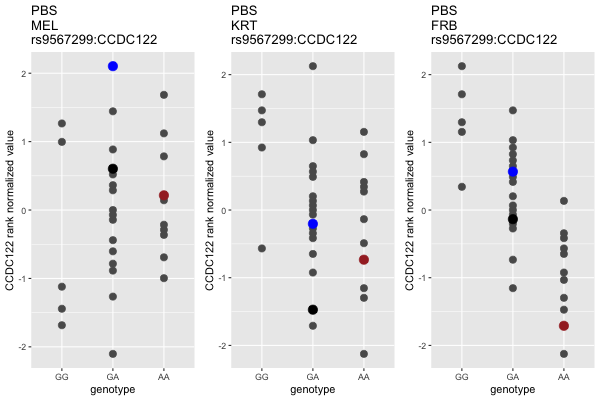 PBS
MEL
rs9567299:CCDC122
CCDC122 rank normalized value
2
1
0
-1
-2
GG GA AA
genotype
PBS
KRT
rs9567299:CCDC122
CCDC122 rank normalized value
2
1
0
-1
-2
GG GA AA
genotype
PBS
FRB
rs9567299:CCDC122
CCDC122 rank normalized value
2
1
0
-1
-2
GG GA AA
genotype